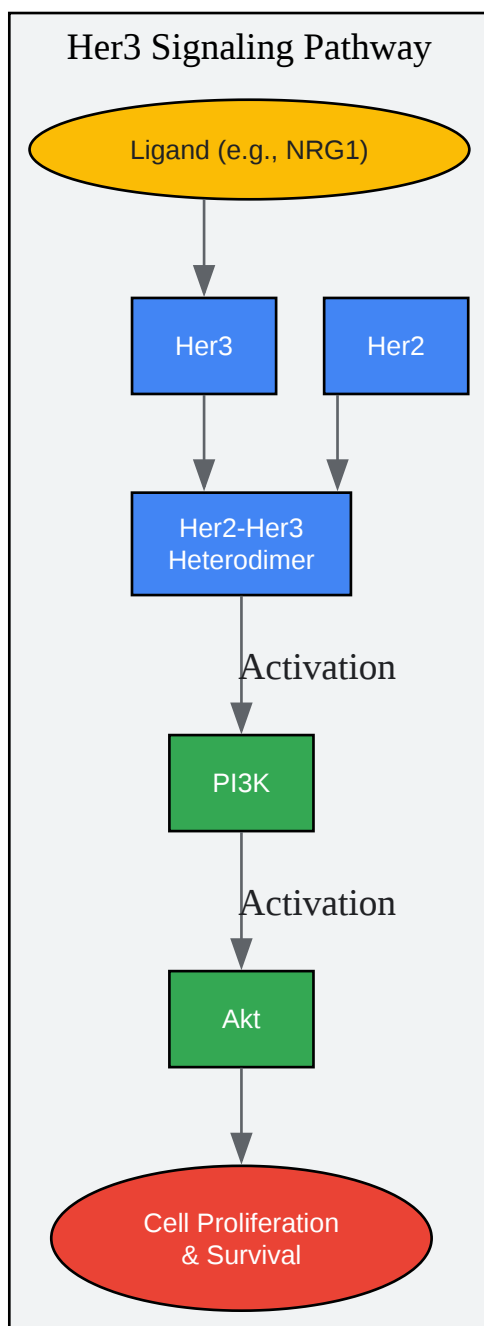 Her3 Signaling Pathway
Ligand (e.g., NRG1)
Her3
Her2
Her2-Her3
Heterodimer
Activation
PI3K
Activation
Akt
Cell Proliferation
& Survival